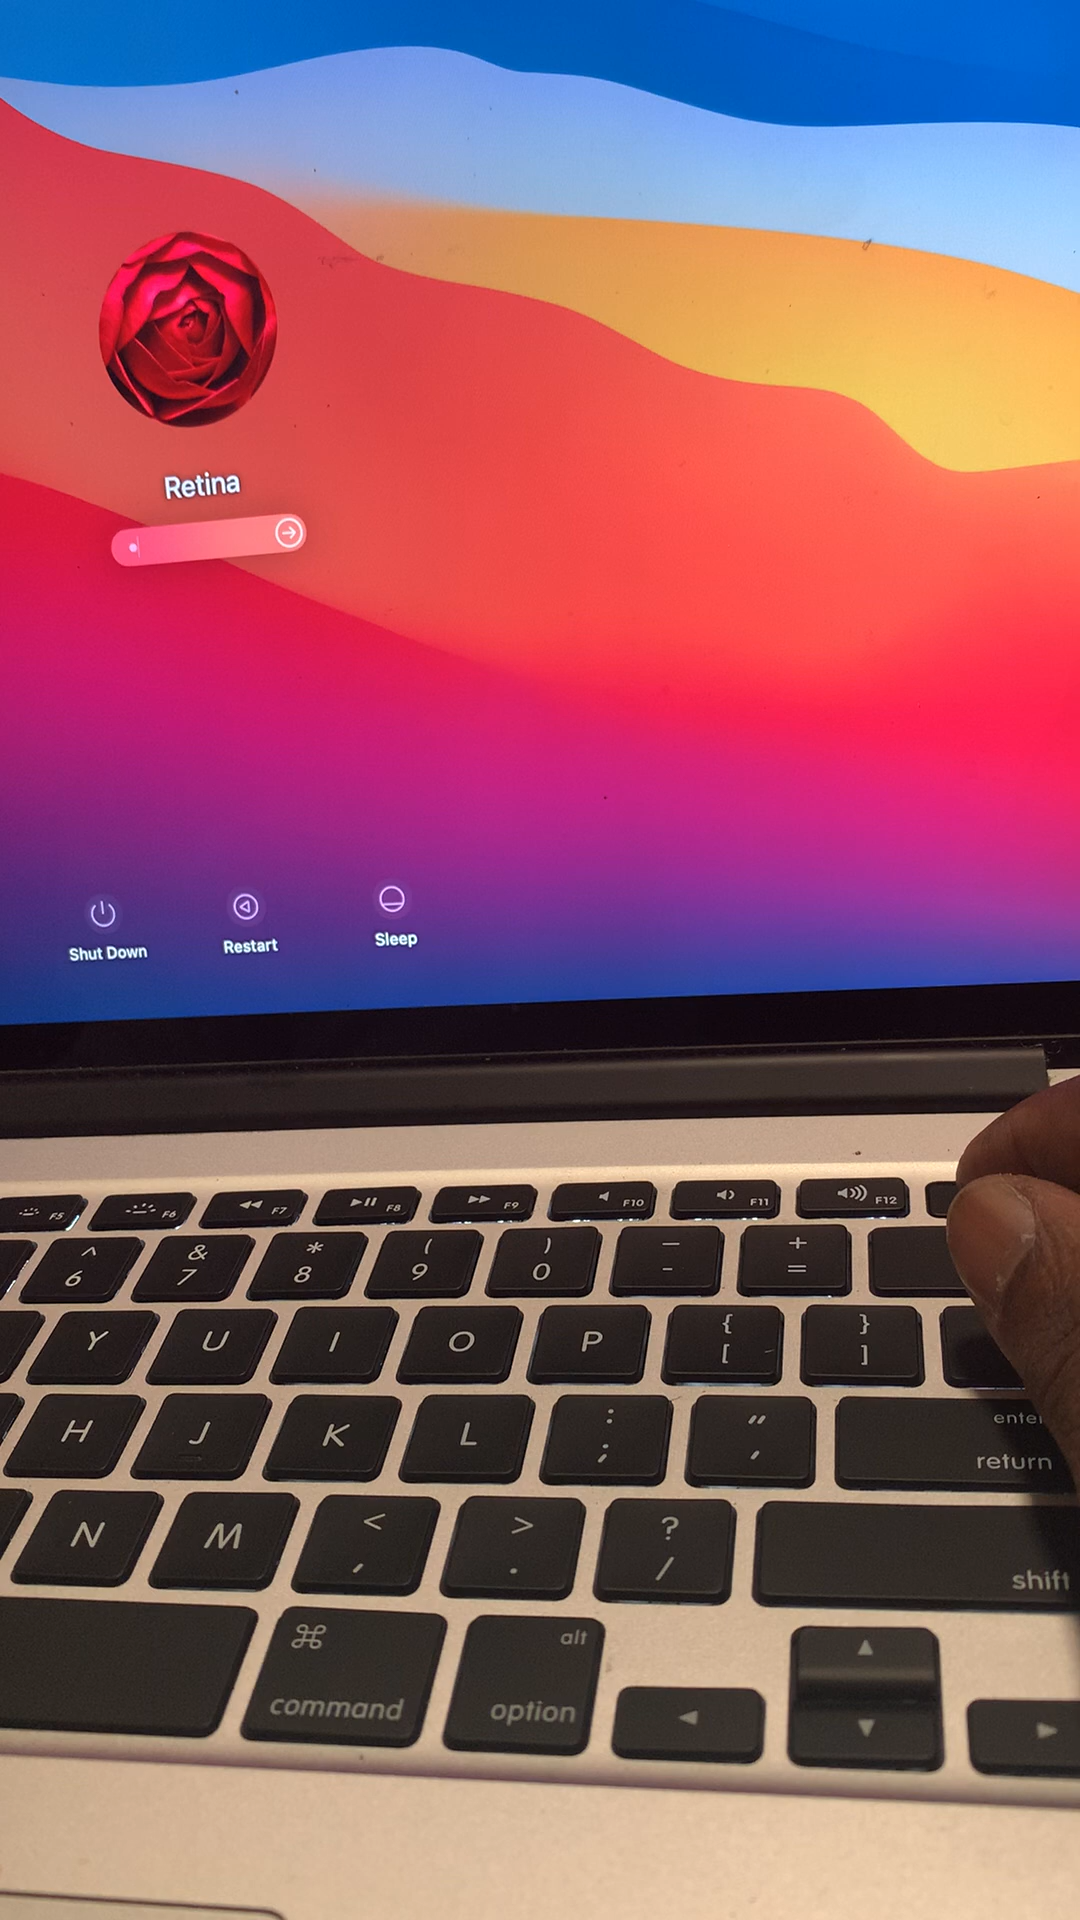 Retina
Shut Down
Restart
Sleep
F5 F6 F7 F8 F9 F10 F11 F12
^ & * ( ) — +
6 7 8 9 0 - =
Y U I O P { }
[ ]
H J K L : " enter
; ' return
N M < > ?
, . / shift
⌘ alt
command option